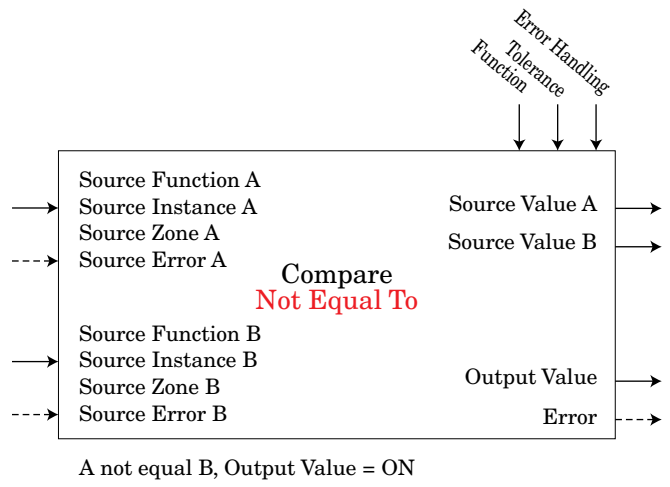 Error Handling
Tolerance
Function
Source Function A
Source Instance A
Source Zone A
Source Error A
Source Value A
Source Value B
Compare
Not Equal To
Source Function B
Source Instance B
Source Zone B
Source Error B
Output Value
Error
A not equal B, Output Value = ON